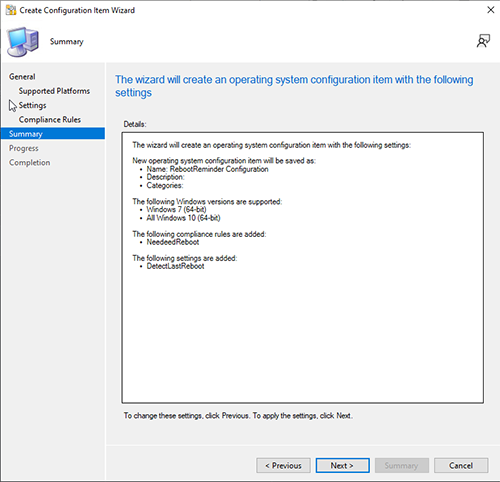 Create Configuration Item Wizard
Summary
General
Supported Platforms
Settings
Compliance Rules
Summary
Progress
Completion
The wizard will create an operating system configuration item with the following
settings
Details:
The wizard will create an operating system configuration item with the following settings:
New operating system configuration item will be saved as:
• Name: RebootReminder Configuration
• Description:
• Categories:
The following Windows versions are supported:
• Windows 7 (64-bit)
• All Windows 10 (64-bit)
The following compliance rules are added:
• NeedeedReboot
The following settings are added:
• DetectLastReboot
To change these settings, click Previous. To apply the settings, click Next.
< Previous
Next >
Summary
Cancel